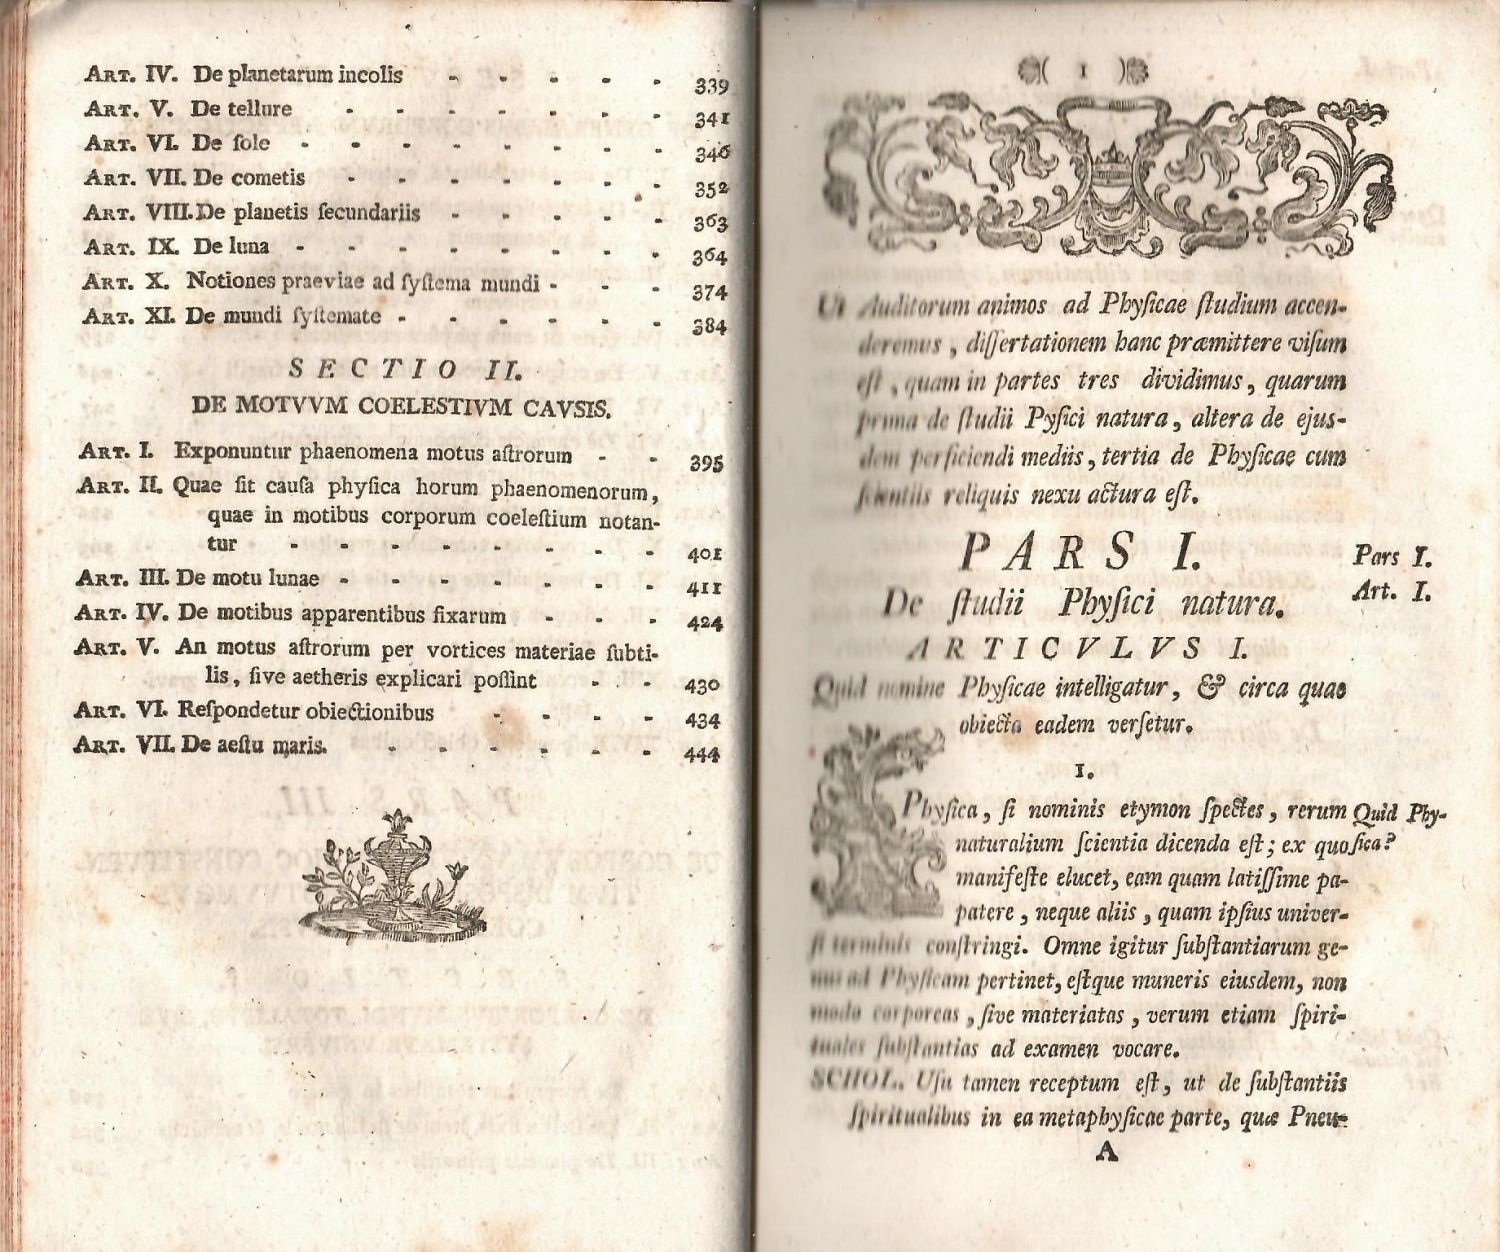 ART. IV. De planetarum incolis - - - - - 339
ART. V. De tellure - - - - - - - 341
ART. VI. De ſole - - - - - - - - 346
ART. VII. De cometis - - - - - - - 352
ART. VIII. De planetis ſecundariis - - - - - 363
ART. IX. De luna - - - - - - - - 364
ART. X. Notiones praeviae ad ſyſtema mundi - - - 374
ART. XI. De mundi ſyſtemate - - - - - - 384
SECTIO II.
DE MOTVVM COELESTIVM CAVSIS.
ART. I. Exponuntur phaenomena motus aſtrorum - - 395
ART. II. Quae ſit cauſa phyſica horum phaenomenorum,
quae in motibus corporum coeleſtium notan-
tur - - - - - - - - 401
ART. III. De motu lunae - - - - - - - 411
ART. IV. De motibus apparentibus fixarum - - - 424
ART. V. An motus aſtrorum per vortices materiae ſubti-
lis, ſive aetheris explicari poſſint - - 430
ART. VI. Reſpondetur obiectionibus - - - - 434
ART. VII. De aeſtu maris. - - - - - - 444
( 1 )
Ut Auditorum animos ad Phyſicae ſtudium accen-
deremus, diſſertationem hanc præmittere viſum
eſt, quam in partes tres dividimus, quarum
prima de ſtudii Pyſici natura, altera de ejus-
dem perficiendi mediis, tertia de Phyſicae cum
ſcientiis reliquis nexu actura eſt.
PARS I.
Pars I.
De ſtudii Phyſici natura.
Art. I.
ARTICVLVS I.
Quid nomine Phyſicae intelligatur, & circa quae
obiecta eadem verſetur.
1.
Phyſica, ſi nominis etymon ſpectes, rerum
Quid Phy-
naturalium ſcientia dicenda eſt; ex quo
ſica?
manifeſte elucet, eam quam latiſſime pa-
patere, neque aliis, quam ipſius univer-
ſi terminis conſtringi. Omne igitur ſubſtantiarum ge-
nus ad Phyſicam pertinet, eſtque muneris eiusdem, non
modo corporeas, ſive materiatas, verum etiam ſpiri-
tuales ſubſtantias ad examen vocare.
SCHOL. Uſu tamen receptum eſt, ut de ſubſtantiis
ſpiritualibus in ea metaphyſicae parte, quæ Pneu-
A